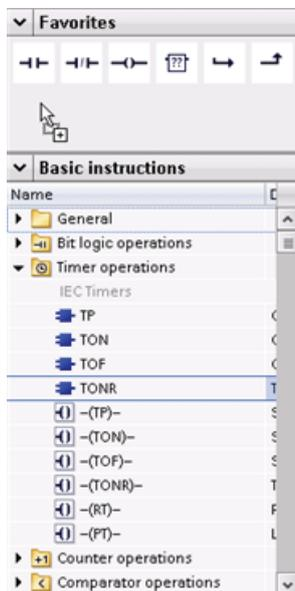 Favorites
??
Basic instructions
Name
General
Bit logic operations
Timer operations
IEC Timers
TP
TON
TOF
TONR
–(TP)–
–(TON)–
–(TOF)–
–(TONR)–
–(RT)–
–(PT)–
+1 Counter operations
Comparator operations